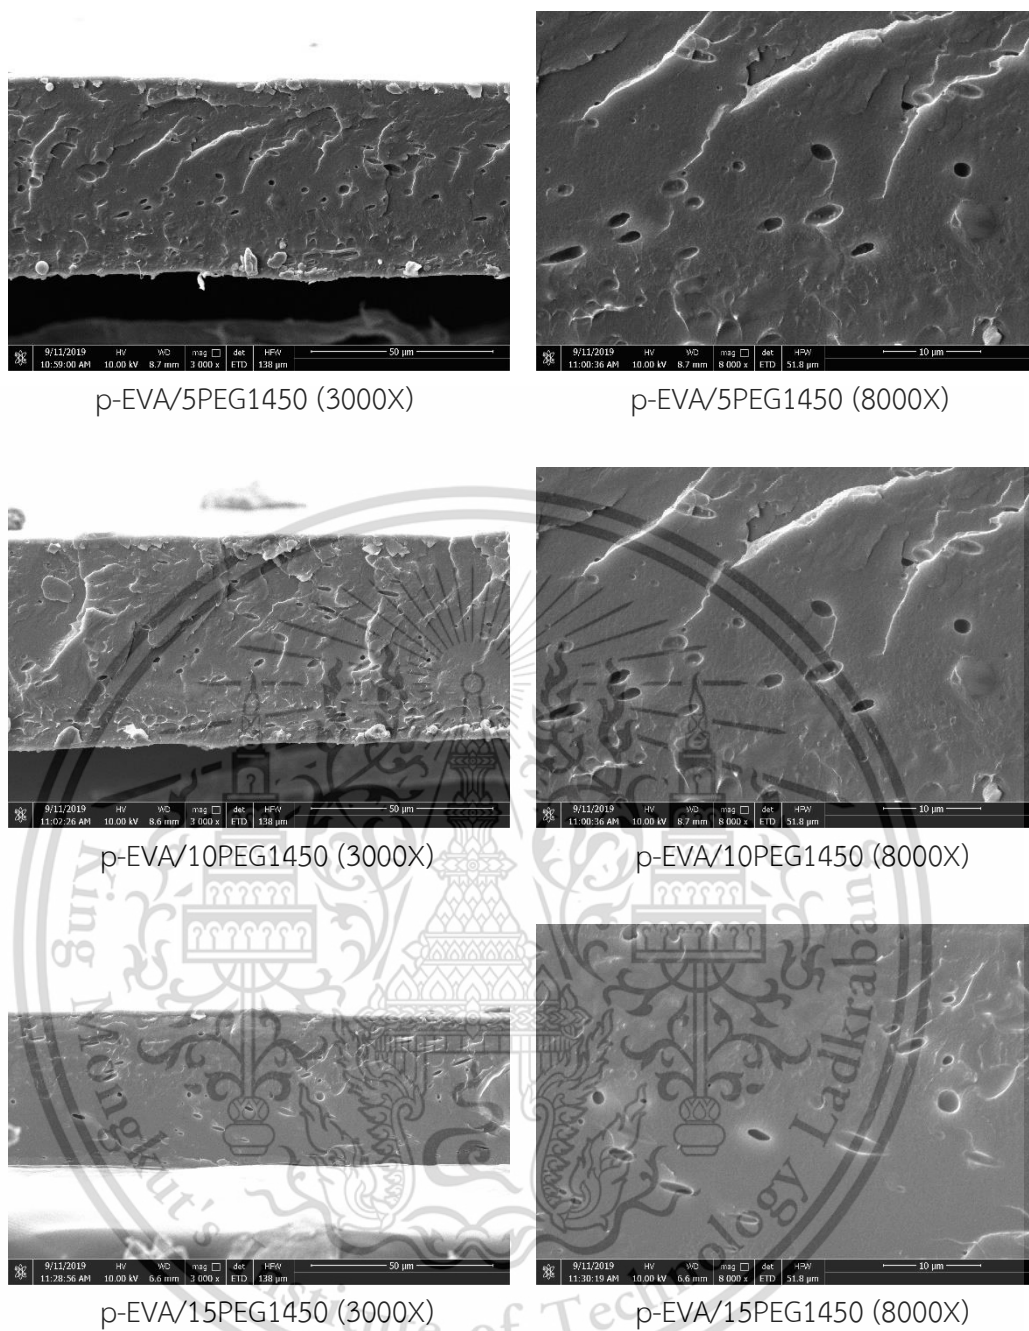 9/11/2019 HV WD mag □ det HFW 50 µm
10:59:00 AM 10.00 kV 8.7 mm 3 000 x ETD 138 µm
9/11/2019 HV WD mag □ det HFW 10 µm
11:00:36 AM 10.00 kV 8.7 mm 8 000 x ETD 51.8 µm
p-EVA/5PEG1450 (3000X)
p-EVA/5PEG1450 (8000X)
9/11/2019 HV WD mag □ det HFW 50 µm
11:02:26 AM 10.00 kV 8.6 mm 3 000 x ETD 138 µm
9/11/2019 HV WD mag □ det HFW 10 µm
11:00:36 AM 10.00 kV 8.7 mm 8 000 x ETD 51.8 µm
p-EVA/10PEG1450 (3000X)
p-EVA/10PEG1450 (8000X)
9/11/2019 HV WD mag □ det HFW 50 µm
11:28:56 AM 10.00 kV 6.6 mm 3 000 x ETD 138 µm
9/11/2019 HV WD mag □ det HFW 10 µm
11:30:19 AM 10.00 kV 6.6 mm 8 000 x ETD 51.8 µm
p-EVA/15PEG1450 (3000X)
p-EVA/15PEG1450 (8000X)
King Mongkut's Institute of Technology Ladkrabang